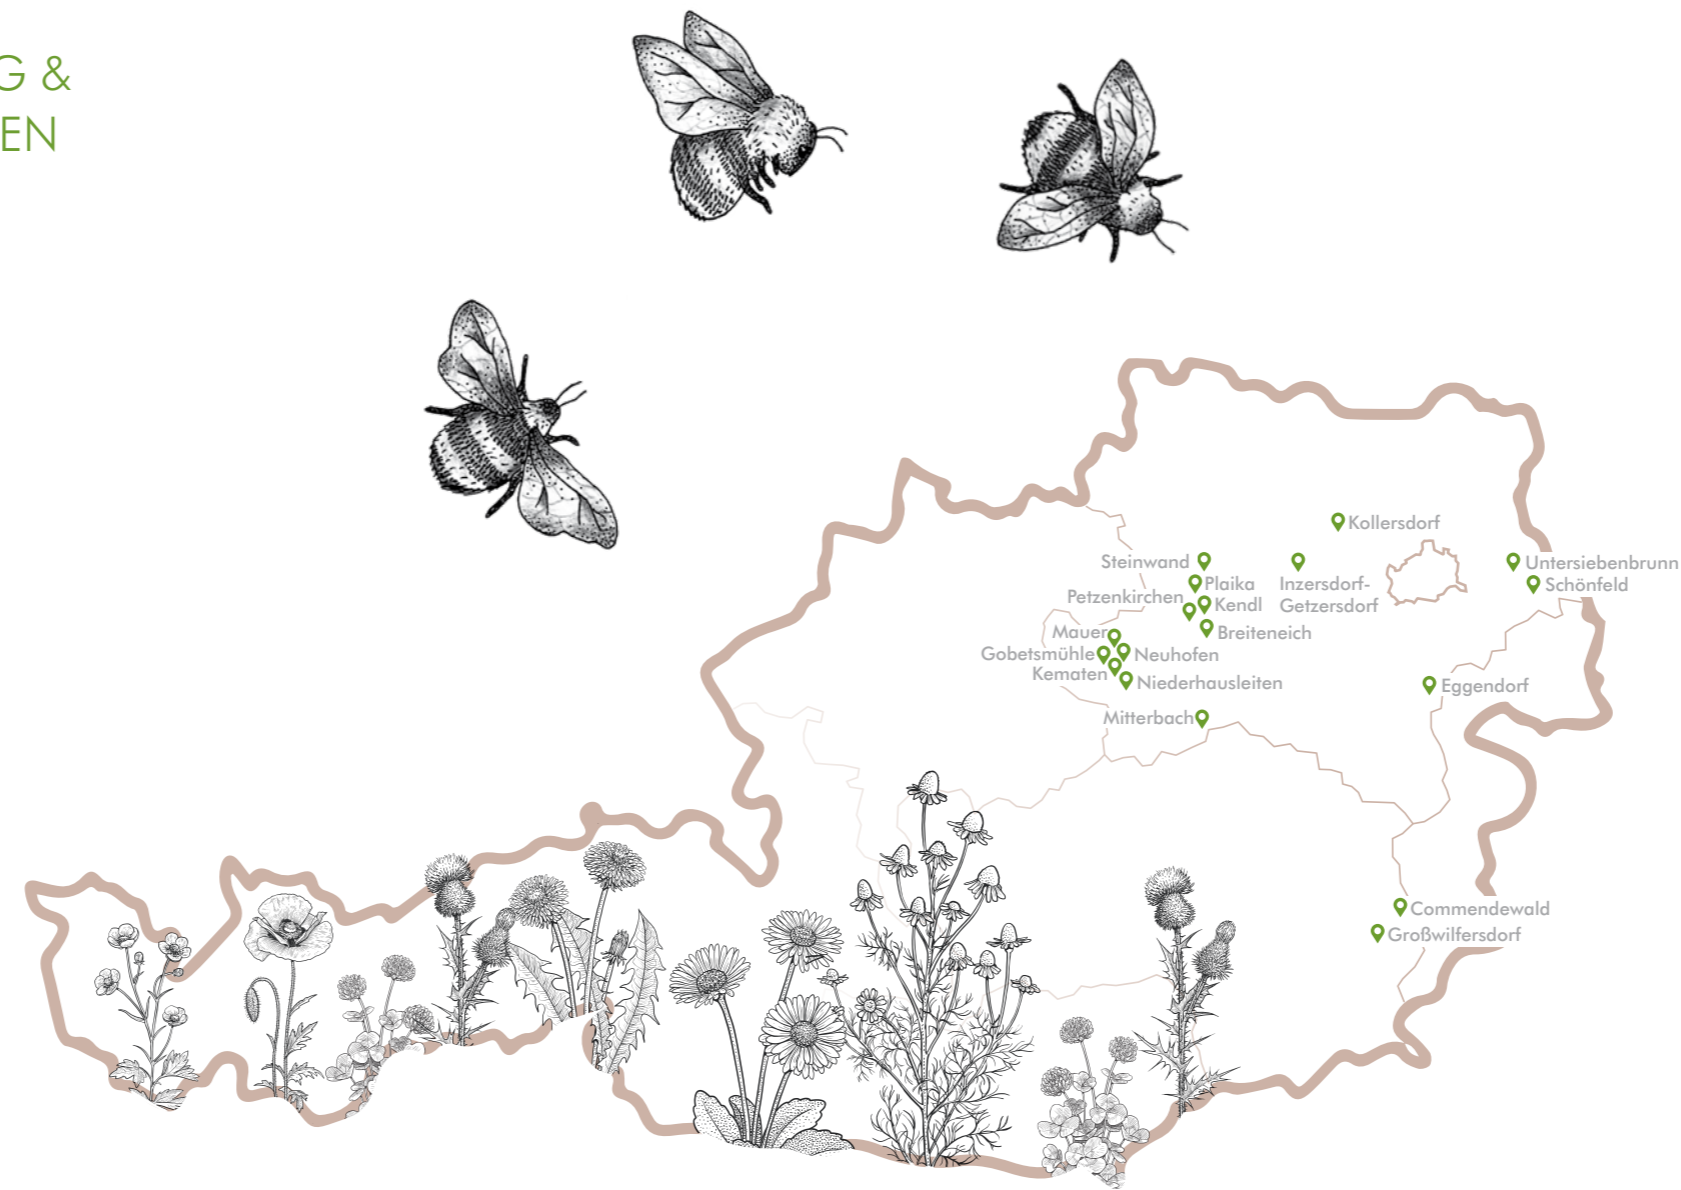 G &
EN
Kollersdorf
Steinwand
Untersiebenbrunn
Plaika
Inzersdorf-
Getzersdorf
Schönfeld
Petzenkirchen
Kendl
Mauer
Breiteneich
Gobetsmühle
Neuhofen
Kematen
Niederhausleiten
Eggendorf
Mitterbach
Commendewald
Großwilfersdorf